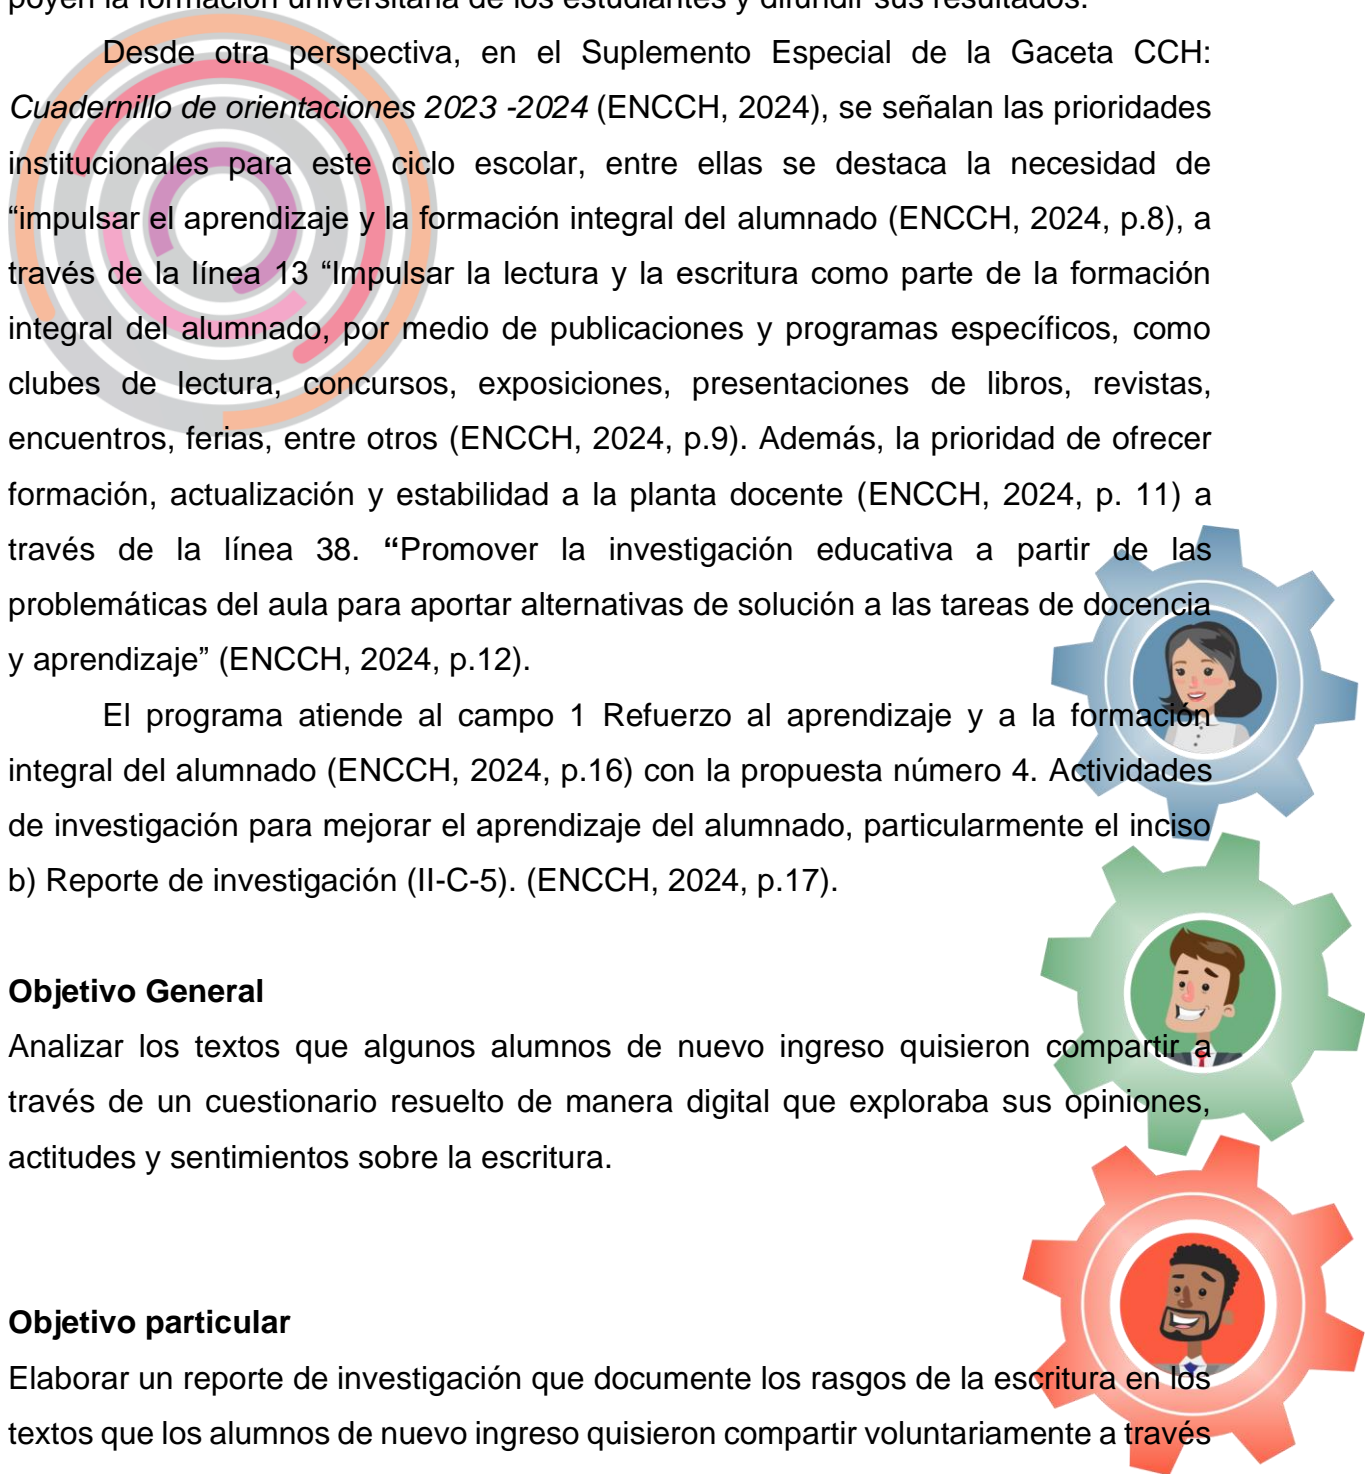 poyen la formación universitaria de los estudiantes y difundir sus resultados.
Desde otra perspectiva, en el Suplemento Especial de la Gaceta CCH:
Cuadernillo de orientaciones 2023 -2024 (ENCCH, 2024), se señalan las prioridades
institucionales para este ciclo escolar, entre ellas se destaca la necesidad de
“impulsar el aprendizaje y la formación integral del alumnado (ENCCH, 2024, p.8), a
través de la línea 13 “Impulsar la lectura y la escritura como parte de la formación
integral del alumnado, por medio de publicaciones y programas específicos, como
clubes de lectura, concursos, exposiciones, presentaciones de libros, revistas,
encuentros, ferias, entre otros (ENCCH, 2024, p.9). Además, la prioridad de ofrecer
formación, actualización y estabilidad a la planta docente (ENCCH, 2024, p. 11) a
través de la línea 38. “Promover la investigación educativa a partir de las
problemáticas del aula para aportar alternativas de solución a las tareas de docencia
y aprendizaje” (ENCCH, 2024, p.12).
El programa atiende al campo 1 Refuerzo al aprendizaje y a la formación
integral del alumnado (ENCCH, 2024, p.16) con la propuesta número 4. Actividades
de investigación para mejorar el aprendizaje del alumnado, particularmente el inciso
b) Reporte de investigación (II-C-5). (ENCCH, 2024, p.17).
Objetivo General
Analizar los textos que algunos alumnos de nuevo ingreso quisieron compartir a
través de un cuestionario resuelto de manera digital que exploraba sus opiniones,
actitudes y sentimientos sobre la escritura.
Objetivo particular
Elaborar un reporte de investigación que documente los rasgos de la escritura en los
textos que los alumnos de nuevo ingreso quisieron compartir voluntariamente a través